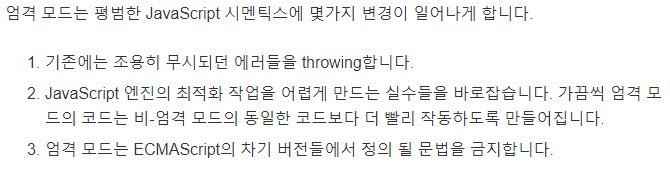 엄격 모드는 평범한 JavaScript 시멘틱스에 몇가지 변경이 일어나게 합니다.
1. 기존에는 조용히 무시되던 에러들을 throwing합니다.
2. JavaScript 엔진의 최적화 작업을 어렵게 만드는 실수들을 바로잡습니다. 가끔씩 엄격 모
드의 코드는 비-엄격 모드의 동일한 코드보다 더 빨리 작동하도록 만들어집니다.
3. 엄격 모드는 ECMAScript의 차기 버전들에서 정의 될 문법을 금지합니다.